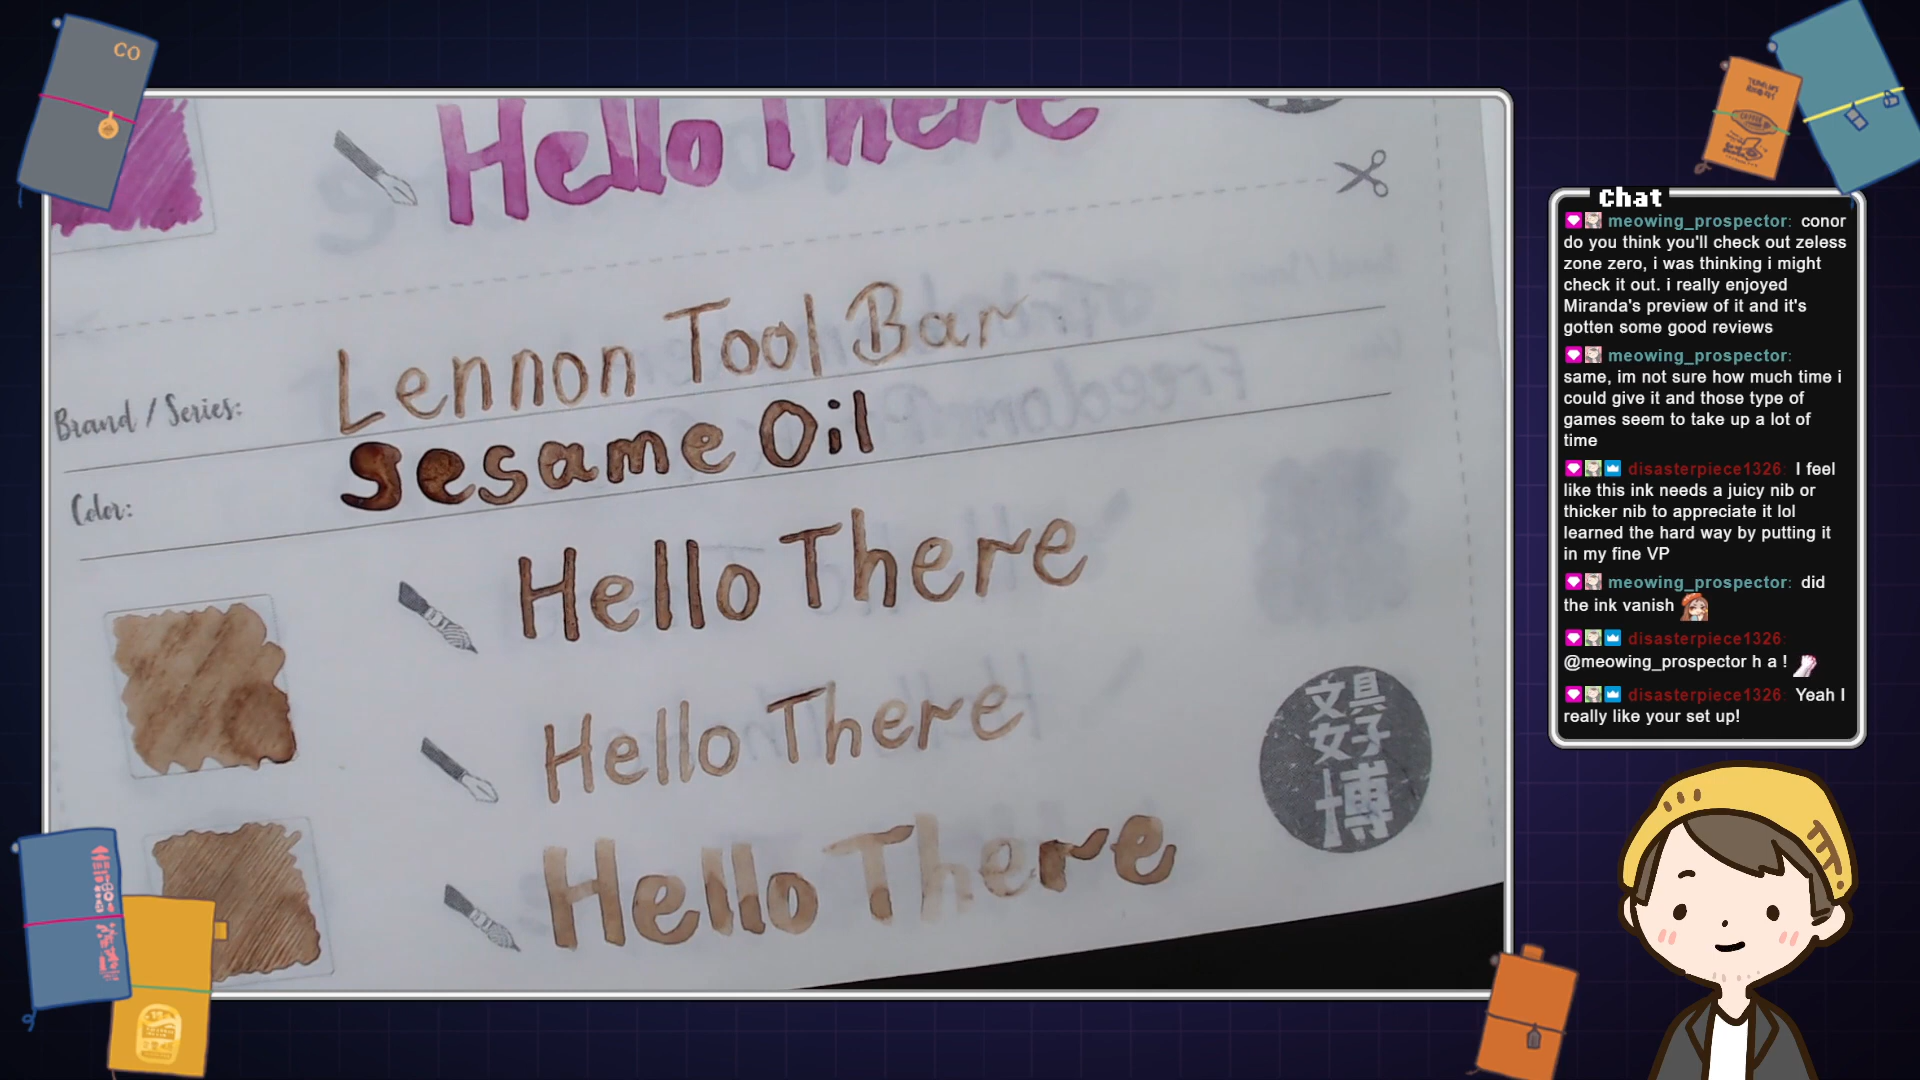 CO
Hello There
Brand / Series:
Lennon Tool Bar
Color:
Sesame Oil
Hello There
Hello There
Hello There
文具
女子
博
chat
meowing_prospector: conor
do you think you'll check out zeless
zone zero, i was thinking i might
check it out. i really enjoyed
Miranda's preview of it and it's
gotten some good reviews
meowing_prospector:
same, im not sure how much time i
could give it and those type of
games seem to take up a lot of
time
disasterpiece1326: I feel
like this ink needs a juicy nib or
thicker nib to appreciate it lol
learned the hard way by putting it
in my fine VP
meowing_prospector: did
the ink vanish
disasterpiece1326:
@meowing_prospector h a !
disasterpiece1326: Yeah I
really like your set up!